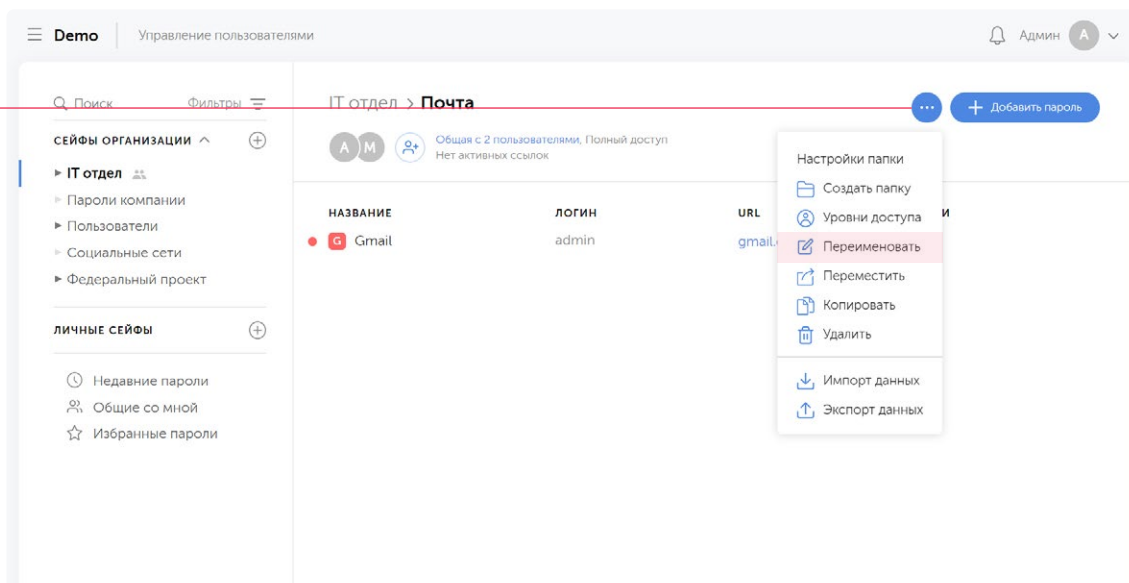 Demo
Управление пользователями
Админ
A
Поиск
Фильтры
СЕЙФЫ ОРГАНИЗАЦИИ
IT отдел
Пароли компании
Пользователи
Социальные сети
Федеральный проект
ЛИЧНЫЕ СЕЙФЫ
Недавние пароли
Общие со мной
Избранные пароли
IT отдел > Почта
Добавить пароль
A M
Общая с 2 пользователями, Полный доступ
Нет активных ссылок
НАЗВАНИЕ ЛОГИН URL
G Gmail admin gmail.
Настройки папки
Создать папку
Уровни доступа
Переименовать
Переместить
Копировать
Удалить
Импорт данных
Экспорт данных